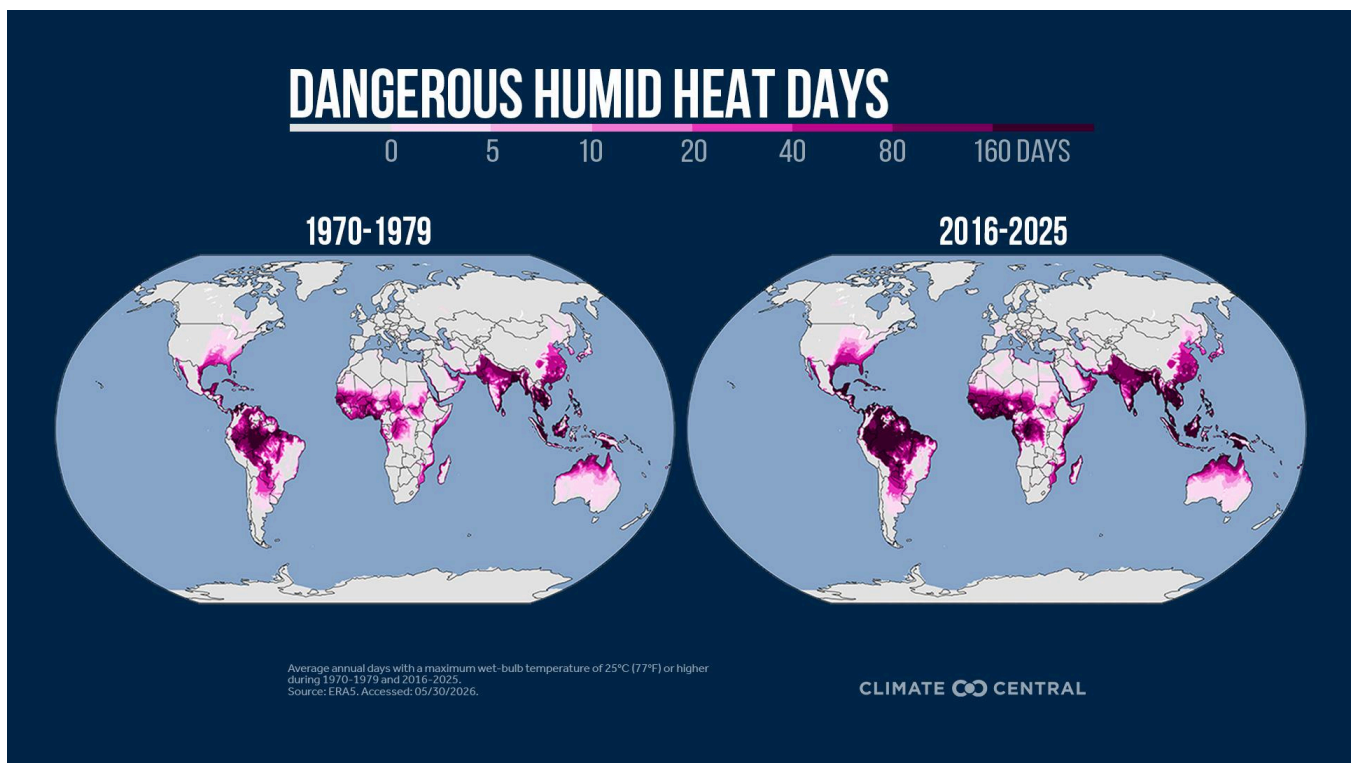 DANGEROUS HUMID HEAT DAYS
0 5 10 20 40 80 160 DAYS
1970-1979
2016-2025
Average annual days with a maximum wet-bulb temperature of 25°C (77°F) or higher
during 1970-1979 and 2016-2025.
Source: ERA5. Accessed: 05/30/2026.
CLIMATE CENTRAL